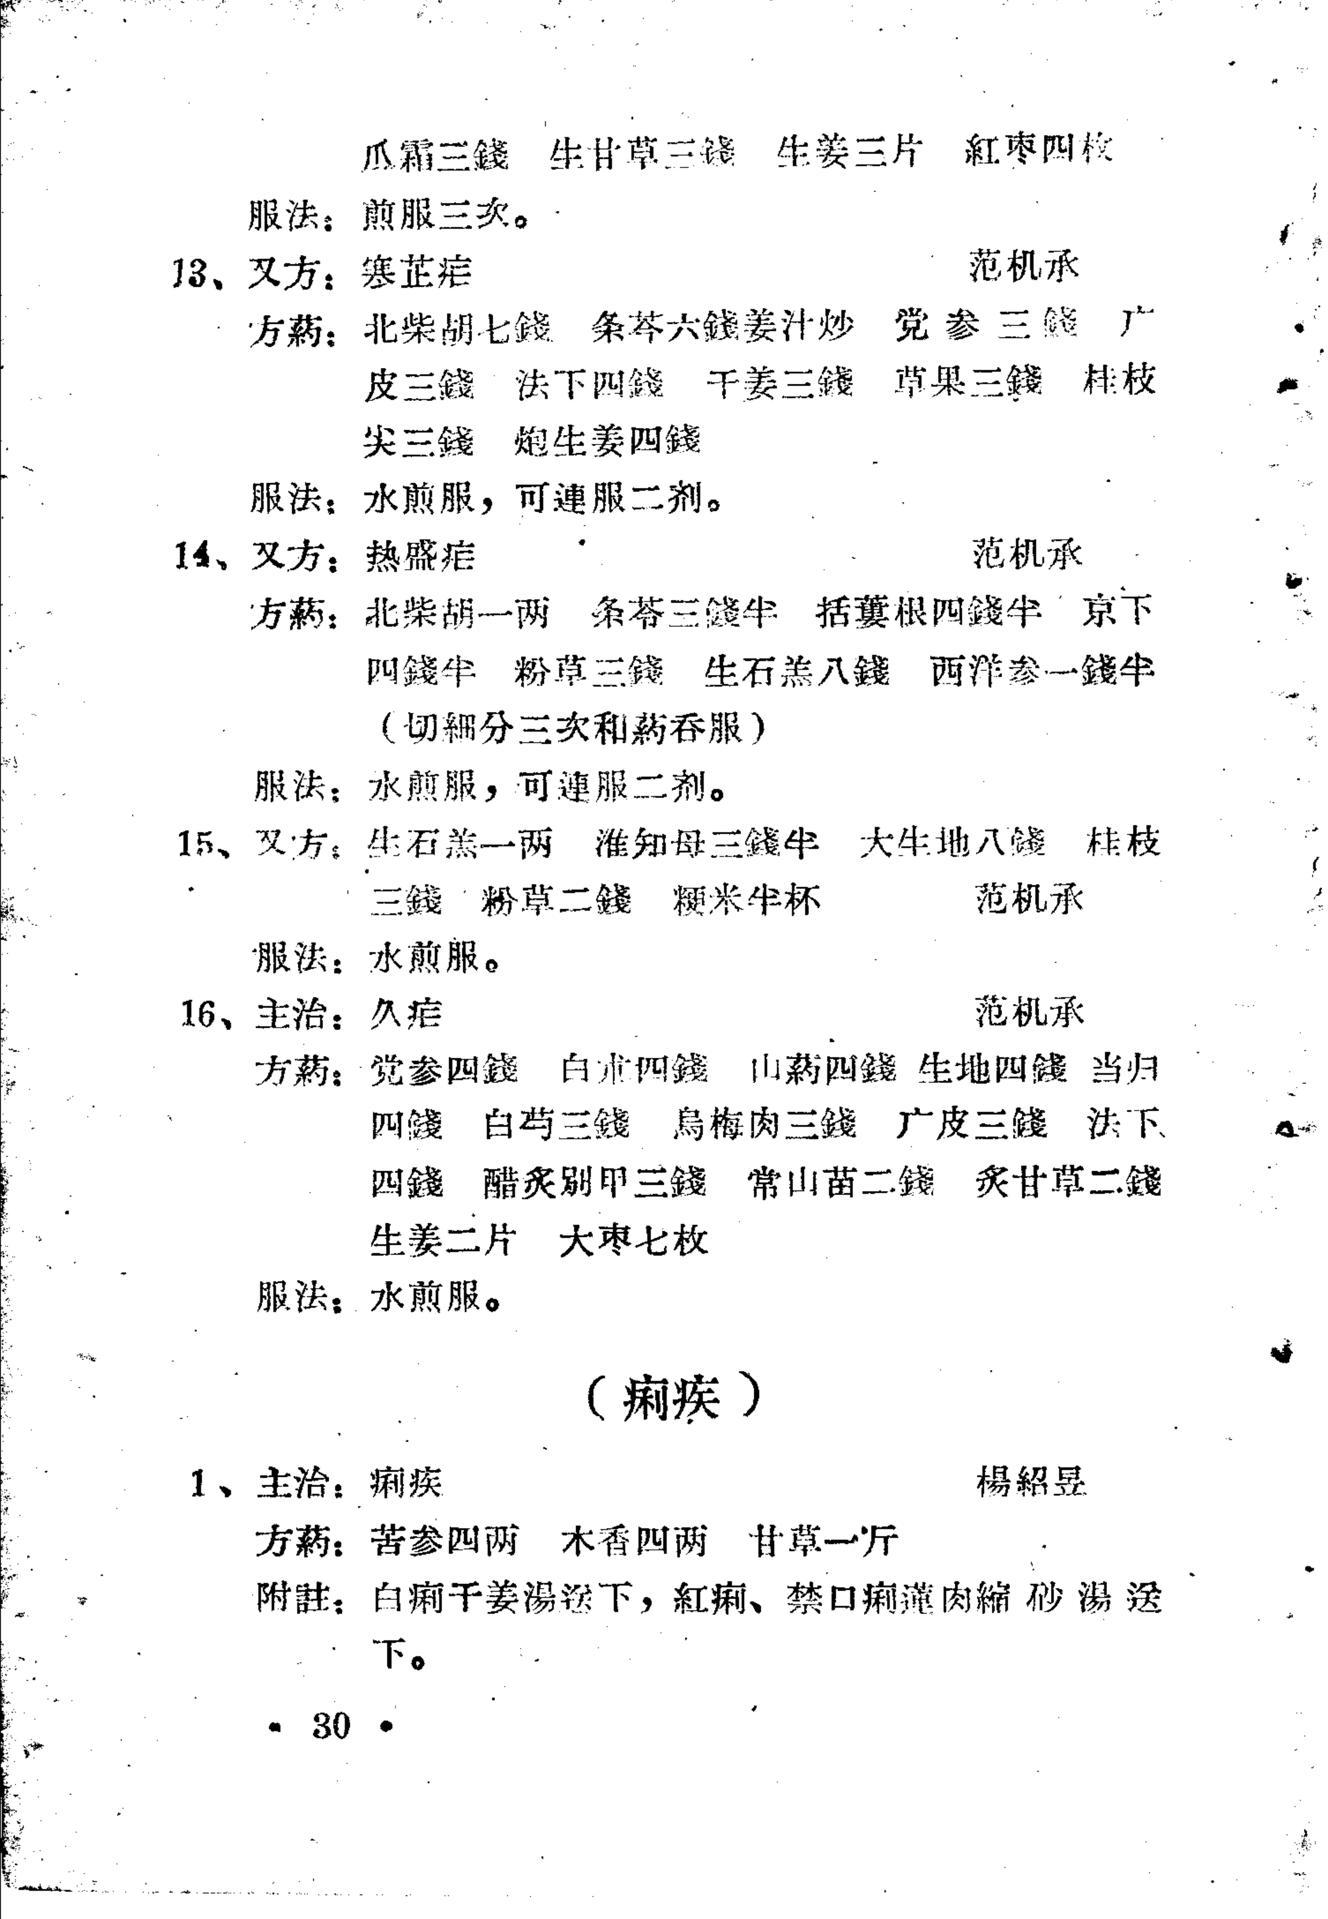 爪霜三錢　生甘草三錢　生姜三片　紅枣四枚
服法：煎服三次。
13、又方：寒芷疟　范机承
方葯：北柴胡七錢　条芩六錢姜汁炒　党参三錢　广
皮三錢　法下四錢　干姜三錢　草果三錢　桂枝
尖三錢　炮生姜四錢
服法：水煎服，可連服二剂。
14、又方：热盛疟　范机承
方葯：北柴胡一两　条芩三錢半　括蔞根四錢半　京下
四錢半　粉草三錢　生石羔八錢　西洋参一錢半
（切細分三次和葯吞服）
服法：水煎服，可連服二剂。
15、又方：生石羔一两　淮知母三錢半　大生地八錢　桂枝
三錢　粉草二錢　粳米半杯　范机承
服法：水煎服。
16、主治：久疟　范机承
方葯：党参四錢　白朮四錢　山葯四錢　生地四錢　当归
四錢　白芍三錢　烏梅肉三錢　广皮三錢　法下
四錢　醋炙別甲三錢　常山苗二錢　炙甘草二錢
生姜二片　大枣七枚
服法：水煎服。
（痢疾）
1、主治：痢疾　楊紹昱
方葯：苦参四两　木香四两　甘草一斤
附註：白痢干姜湯送下，紅痢、禁口痢蓮肉縮砂湯送
下。
• 30 •